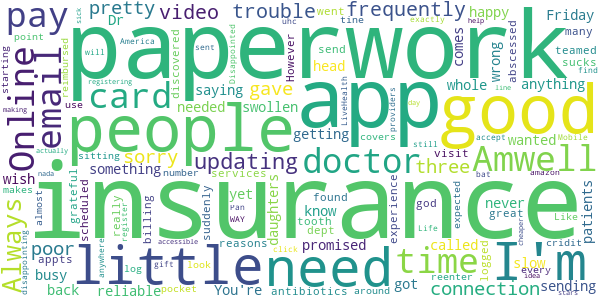 paperwork
insurance
people
app
good
little
need
I'm
time
doctor
Amwell
card
email
Online
Always
pay
poor
updating
sorry
gave
video
trouble
frequently
pretty
Dr
Friday
happy
comes
many
teamed
sucks
find
help
exactly
uhc
tine
went
send
head
However
discovered
reimbursed
will
point
America
sent
Disappointed
sick
starting
registering
making
use
saying
needed
swollen
getting
covers
patients
abscessed
wrong
whole
anything
wanted
accept
Mobile
line
providers
day
still
LiveHealth
three
visit
sitting
something
number
services
wish
makes
grateful
scheduled
yet
billing
really
register
suddenly
daughters
Pan
WAY
found
know
tooth
dept
experience
god
Life
never
great
expected
bat
amazon
Like
cheaper
called
slow
logged
cridit
every
idea
stars
reenter
connection
sending
got
around
promised
reasons
click
look
antibiotics
You're
pocket
gift
accessible
anywhere
log
reliable
back
busy
appts
almost
disappointing
actually
nada